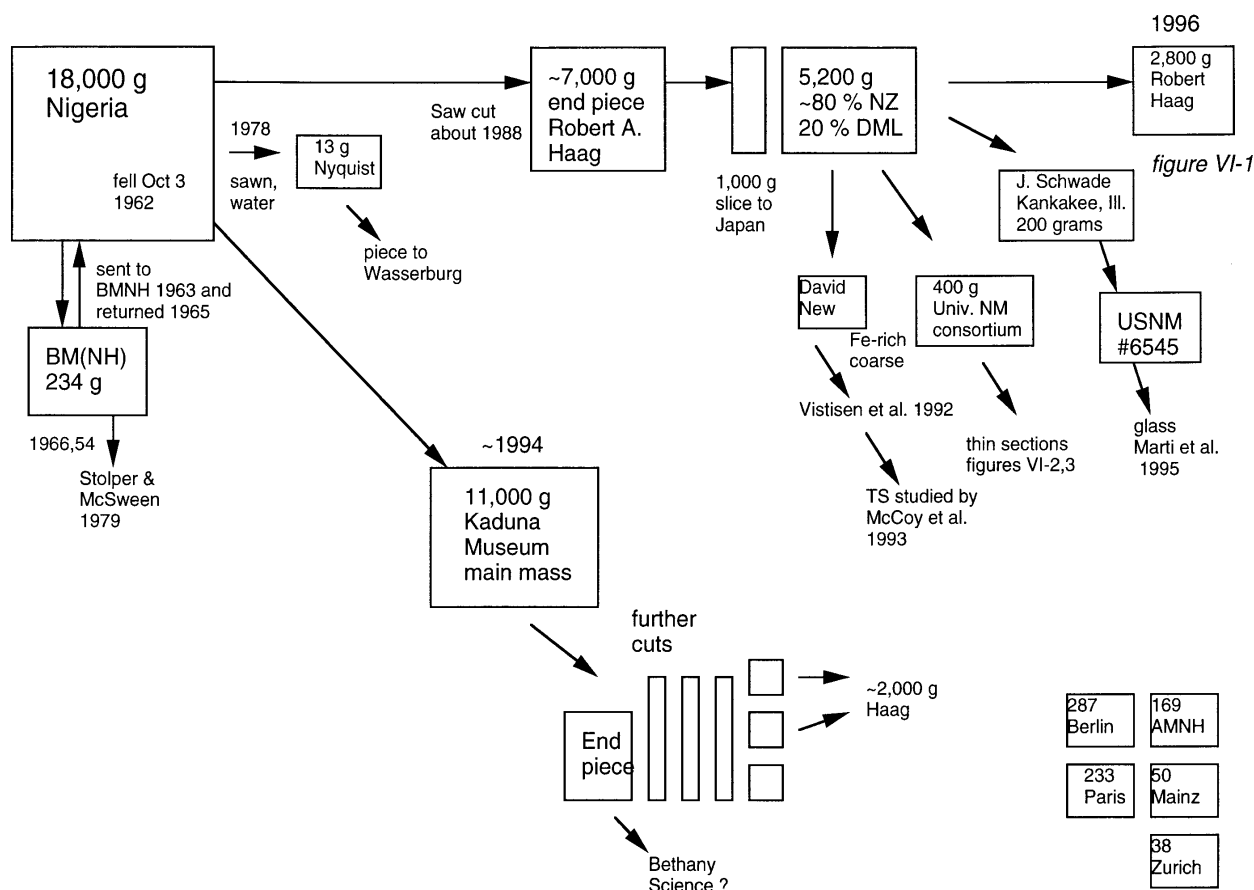 1996
18,000 g
Nigeria
fell Oct 3
1962
1978
sawn,
water
13 g
Nyquist
piece to
Wasserburg
Saw cut
about 1988
~7,000 g
end piece
Robert A.
Haag
1,000 g
slice to
Japan
5,200 g
~80 % NZ
20 % DML
2,800 g
Robert
Haag
figure VI-1
J. Schwade
Kankakee, Ill.
200 grams
sent to
BMNH 1963 and
returned 1965
BM(NH)
234 g
1966,54
Stolper &
McSween
1979
David
New
Fe-rich
coarse
400 g
Univ. NM
consortium
USNM
#6545
Vistisen et al. 1992
thin sections
figures VI-2,3
glass
Marti et al.
1995
TS studied by
McCoy et al.
1993
~1994
11,000 g
Kaduna
Museum
main mass
further
cuts
End
piece
~2,000 g
Haag
Bethany
Science ?
287
Berlin
169
AMNH
233
Paris
50
Mainz
38
Zurich